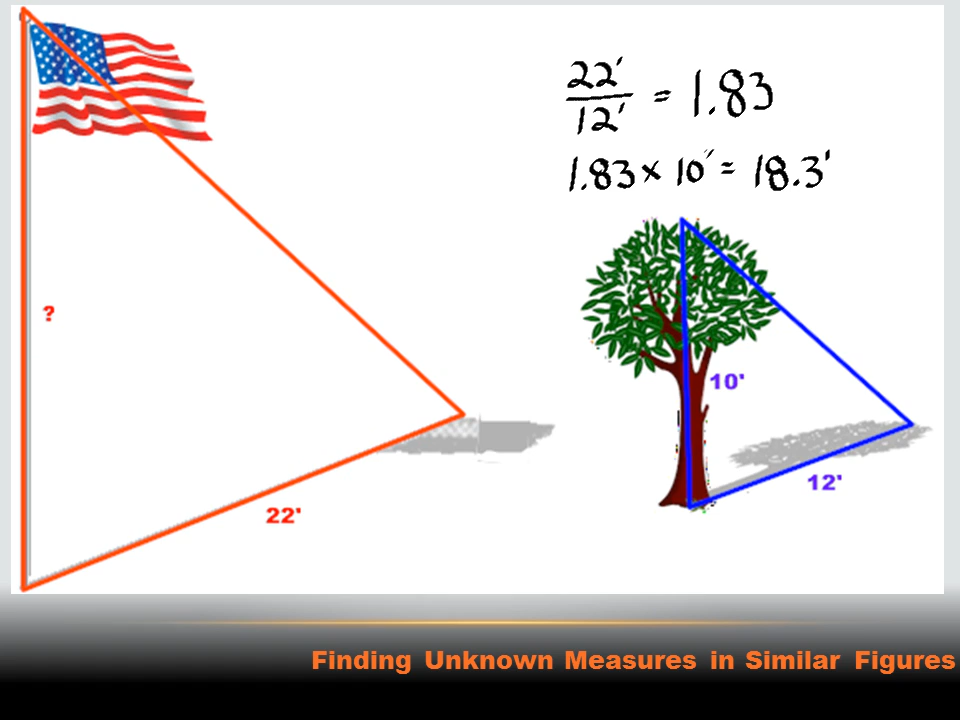 22' / 12' = 1.83
1.83 x 10' = 18.3'
?
10'
12'
22'
Finding Unknown Measures in Similar Figures